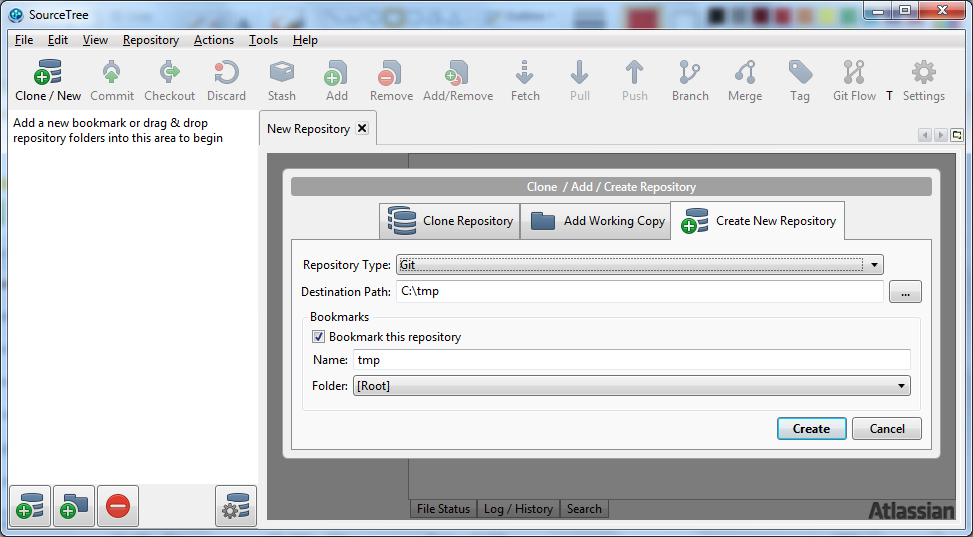 SourceTree
File Edit View Repository Actions Tools Help
Clone / New Commit Checkout Discard Stash Add Remove Add/Remove Fetch Pull Push Branch Merge Tag Git Flow T Settings
Add a new bookmark or drag & drop
repository folders into this area to begin
New Repository
Clone / Add / Create Repository
Clone Repository Add Working Copy Create New Repository
Repository Type: Git
Destination Path: C:\tmp ...
Bookmarks
Bookmark this repository
Name: tmp
Folder: [Root]
Create Cancel
File Status Log / History Search
Atlassian